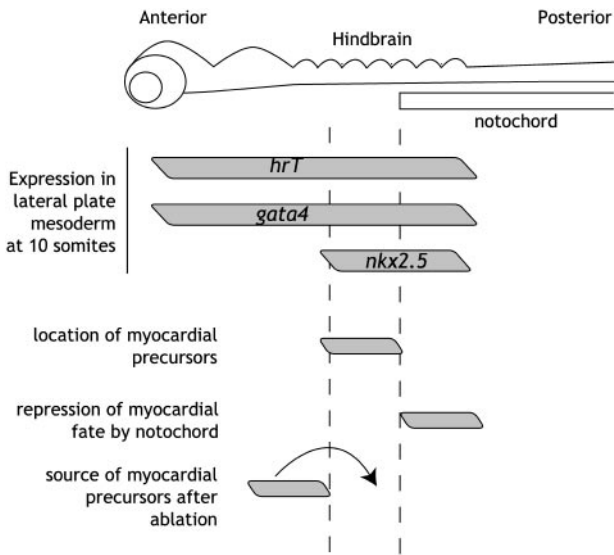 Anterior
Posterior
Hindbrain
notochord
Expression in
lateral plate
mesoderm
at 10 somites
hrT
gata4
nkx2.5
location of myocardial
precursors
repression of myocardial
fate by notochord
source of myocardial
precursors after
ablation